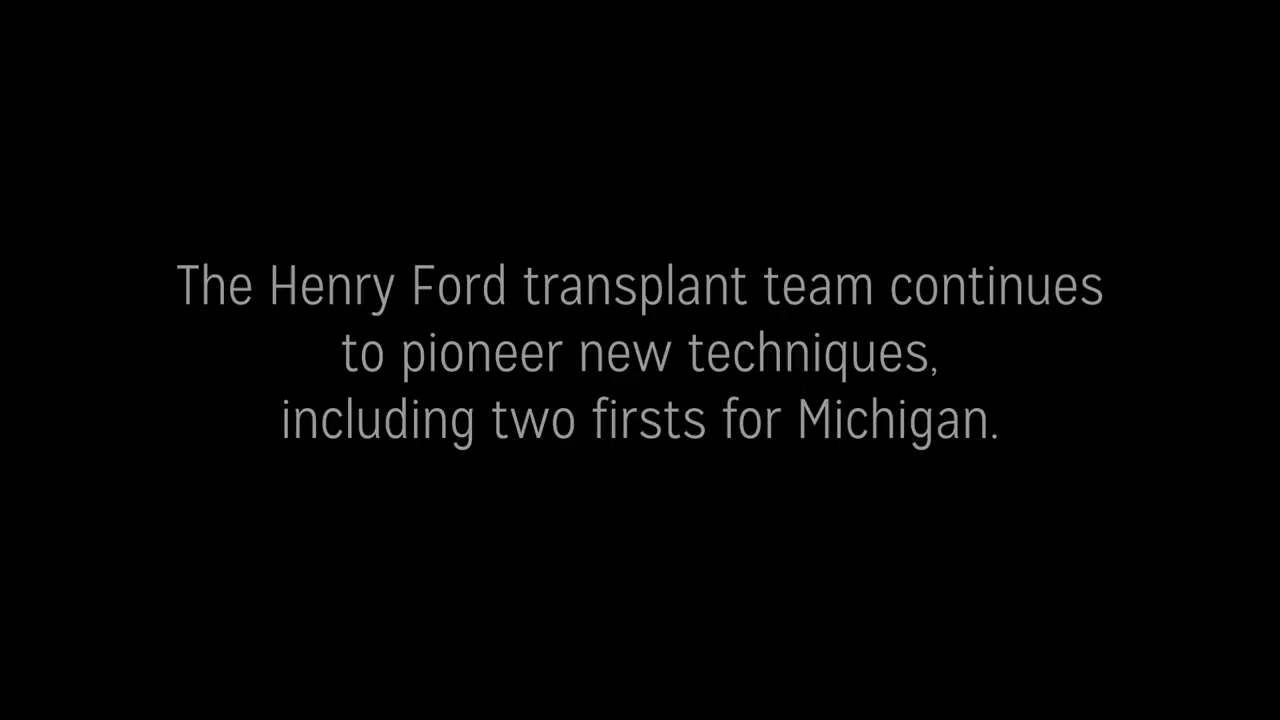 The Henry Ford transplant team continues
to pioneer new techniques,
including two firsts for Michigan.